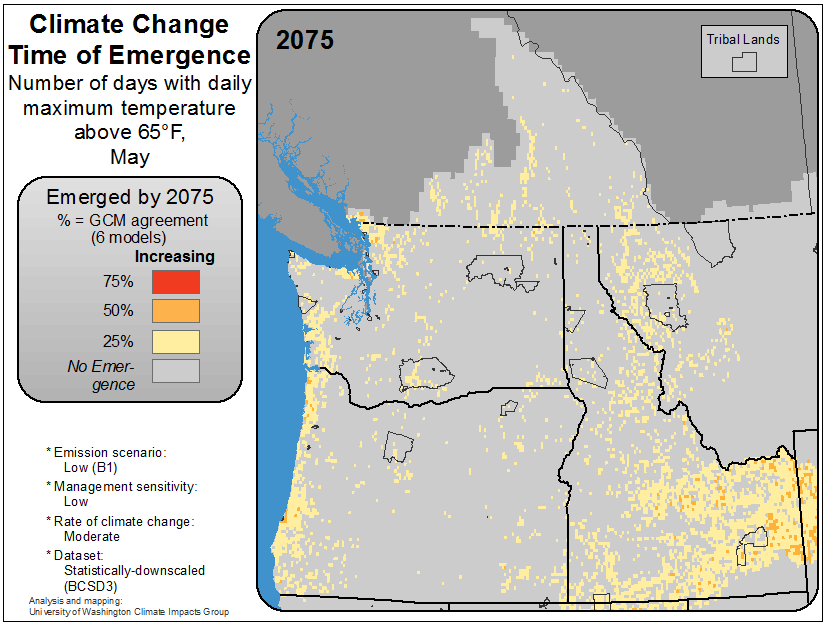 Climate Change
Time of Emergence
Number of days with daily
maximum temperature
above 65°F,
May
Emerged by 2075
% = GCM agreement
(6 models)
Increasing
75%
50%
25%
No Emer-
gence
* Emission scenario:
Low (B1)
* Management sensitivity:
Low
* Rate of climate change:
Moderate
* Dataset:
Statistically-downscaled
(BCSD3)
Analysis and mapping:
University of Washington Climate Impacts Group
2075
Tribal Lands